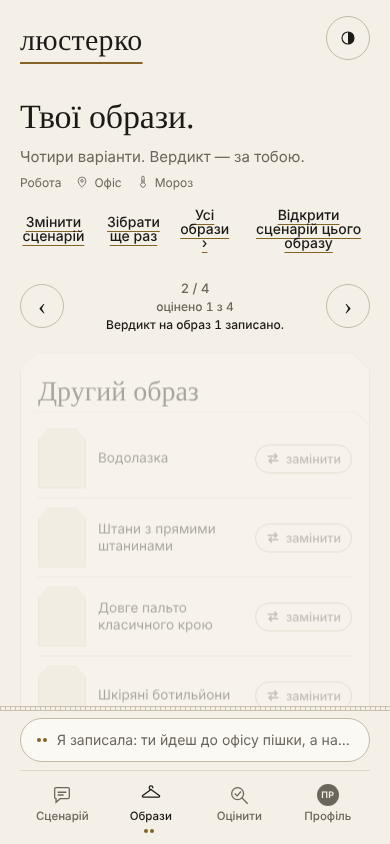 люстерко
Твої образи.
Чотири варіанти. Вердикт — за тобою.
Робота Офіс Мороз
Змінити
сценарій
Зібрати
ще раз
Усі
образи
›
Відкрити
сценарій цього
образу
‹
2 / 4
оцінено 1 з 4
Вердикт на образ 1 записано.
›
Другий образ
Водолазка
замінити
Штани з прямими
штанинами
замінити
Довге пальто
класичного крою
замінити
Шкіряні ботильйони
замінити
Я записала: ти йдеш до офісу пішки, а на...
Сценарій
Образи
Оцінити
ПР
Профіль